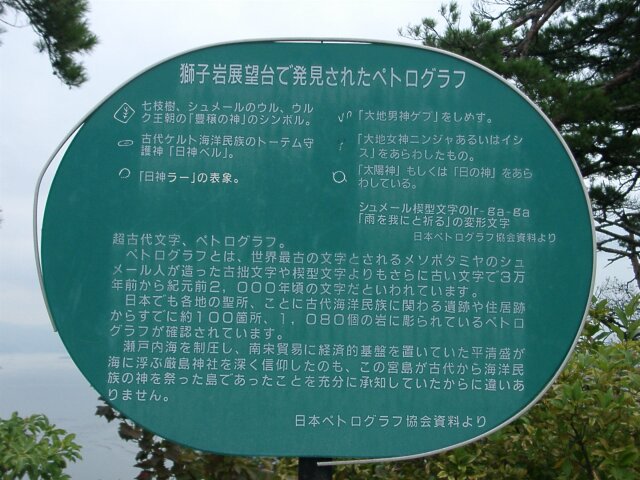 獅子岩展望台で発見されたペトログラフ
七枝樹、シュメールのウル、ウル
ク王朝の「豊穣の神」のシンボル。
古代ケルト海洋民族のトーテム守
護神「日神ベル」。
「日神ラー」の表象。
「大地男神ゲブ」をしめす。
「大地女神ニンジャあるいはイシ
ス」をあらわしたもの。
「太陽神」もしくは「日の神」をあら
わしている。
シュメール楔型文字のIr-ga-ga
「雨を我にと祈る」の変形文字
日本ペトログラフ協会資料より
超古代文字、ペトログラフ。
ペトログラフとは、世界最古の文字とされるメソポタミヤのシュ
メール人が造った古拙文字や楔型文字よりもさらに古い文字で3万
年前から紀元前2,000年頃の文字だといわれています。
日本でも各地の聖所、ことに古代海洋民族に関わる遺跡や住居跡
からすでに約100箇所、1,080個の岩に彫られているペトロ
グラフが確認されています。
瀬戸内海を制圧し、南宋貿易に経済的基盤を置いていた平清盛が
海に浮ぶ厳島神社を深く信仰したのも、この宮島が古代から海洋民
族の神を祭った島であったことを充分に承知していたからに違いあ
りません。
日本ペトログラフ協会資料より